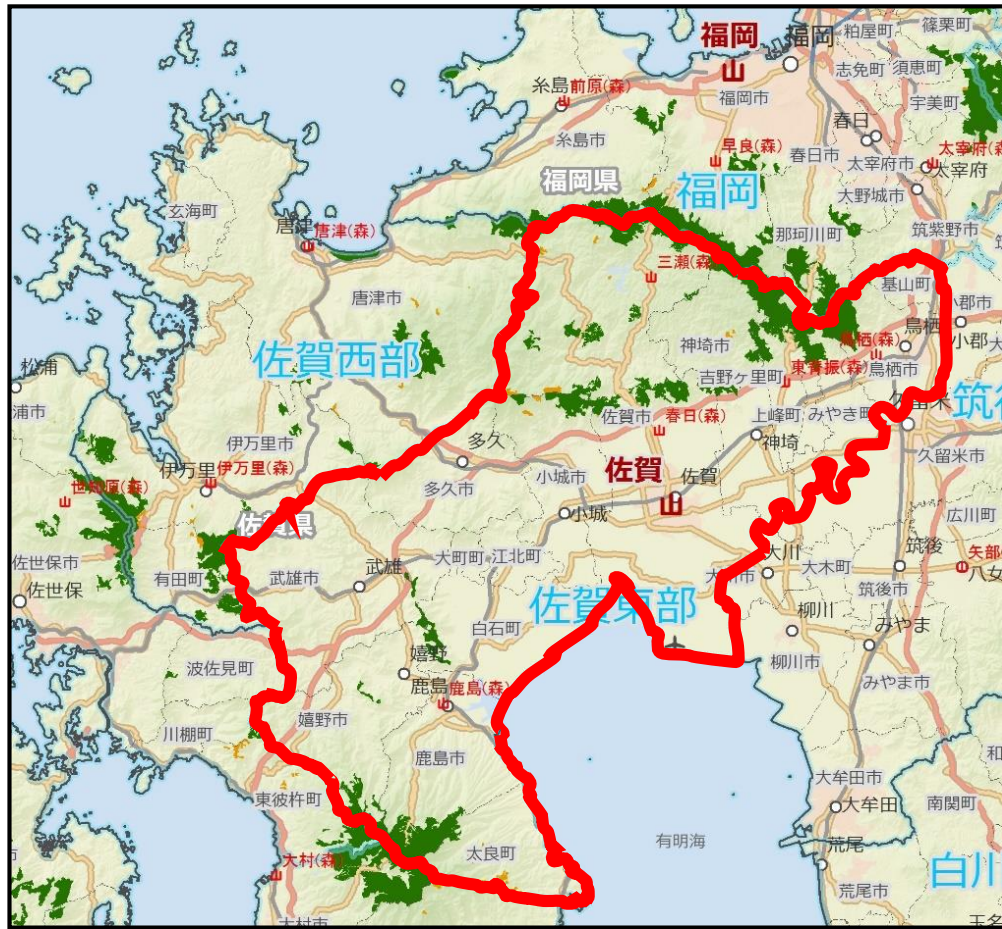 福岡
福岡
粕屋町
篠栗町
志免町
須恵町
糸島
前原(森)
福岡市
宇美町
糸島市
春日
早良(森)
春日市
太宰府市
太宰府
福岡県
福岡
大野城市
玄海町
唐津
唐津(森)
那珂川町
筑紫野市
三瀬(森)
基山町
唐津市
小郡市
鳥栖
小郡
佐賀西部
神埼市
鳥栖(森)
松浦
東脊振(森)
鳥栖市
吉野ヶ里町
浦市
佐賀市
上峰町
みやき町
久留米
春日(森)
神埼
伊万里市
多久
久留米市
伊万里
伊万里(森)
小城市
佐賀
佐賀
世知原(森)
多久市
佐賀県
小城
広川町
佐世保市
大町町
江北町
大川
筑後
有田町
武雄市
武雄
大木町
八女
佐世保
佐賀東部
筑後市
白石町
柳川
みやま
波佐見町
嬉野
柳川市
みやま市
鹿島
鹿島(森)
川棚町
嬉野市
鹿島市
大牟田市
東彼杵町
大牟田
南関町
有明海
荒尾
太良町
大村(森)
白川
荒尾市
大村市